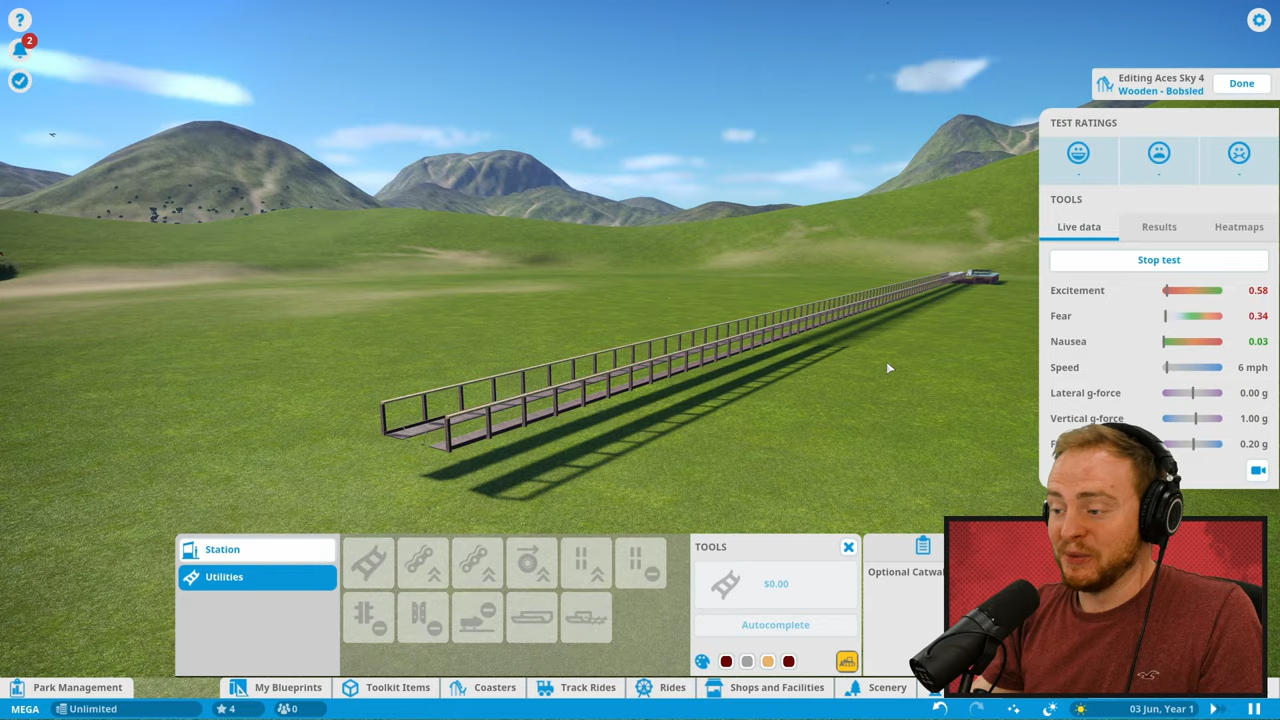 ?
2
Editing Aces Sky 4
Wooden - Bobsled
Done
TEST RATINGS
- - -
TOOLS
Live data Results Heatmaps
Stop test
Excitement 0.58
Fear 0.34
Nausea 0.03
Speed 6 mph
Lateral g-force 0.00 g
Vertical g-force 1.00 g
0.20 g
Station
Utilities
TOOLS
$0.00
Autocomplete
Optional
Park Management My Blueprints Toolkit Items Coasters Track Rides Rides Shops and Facilities Scenery
MEGA Unlimited 4 0 03 Jun, Year 1